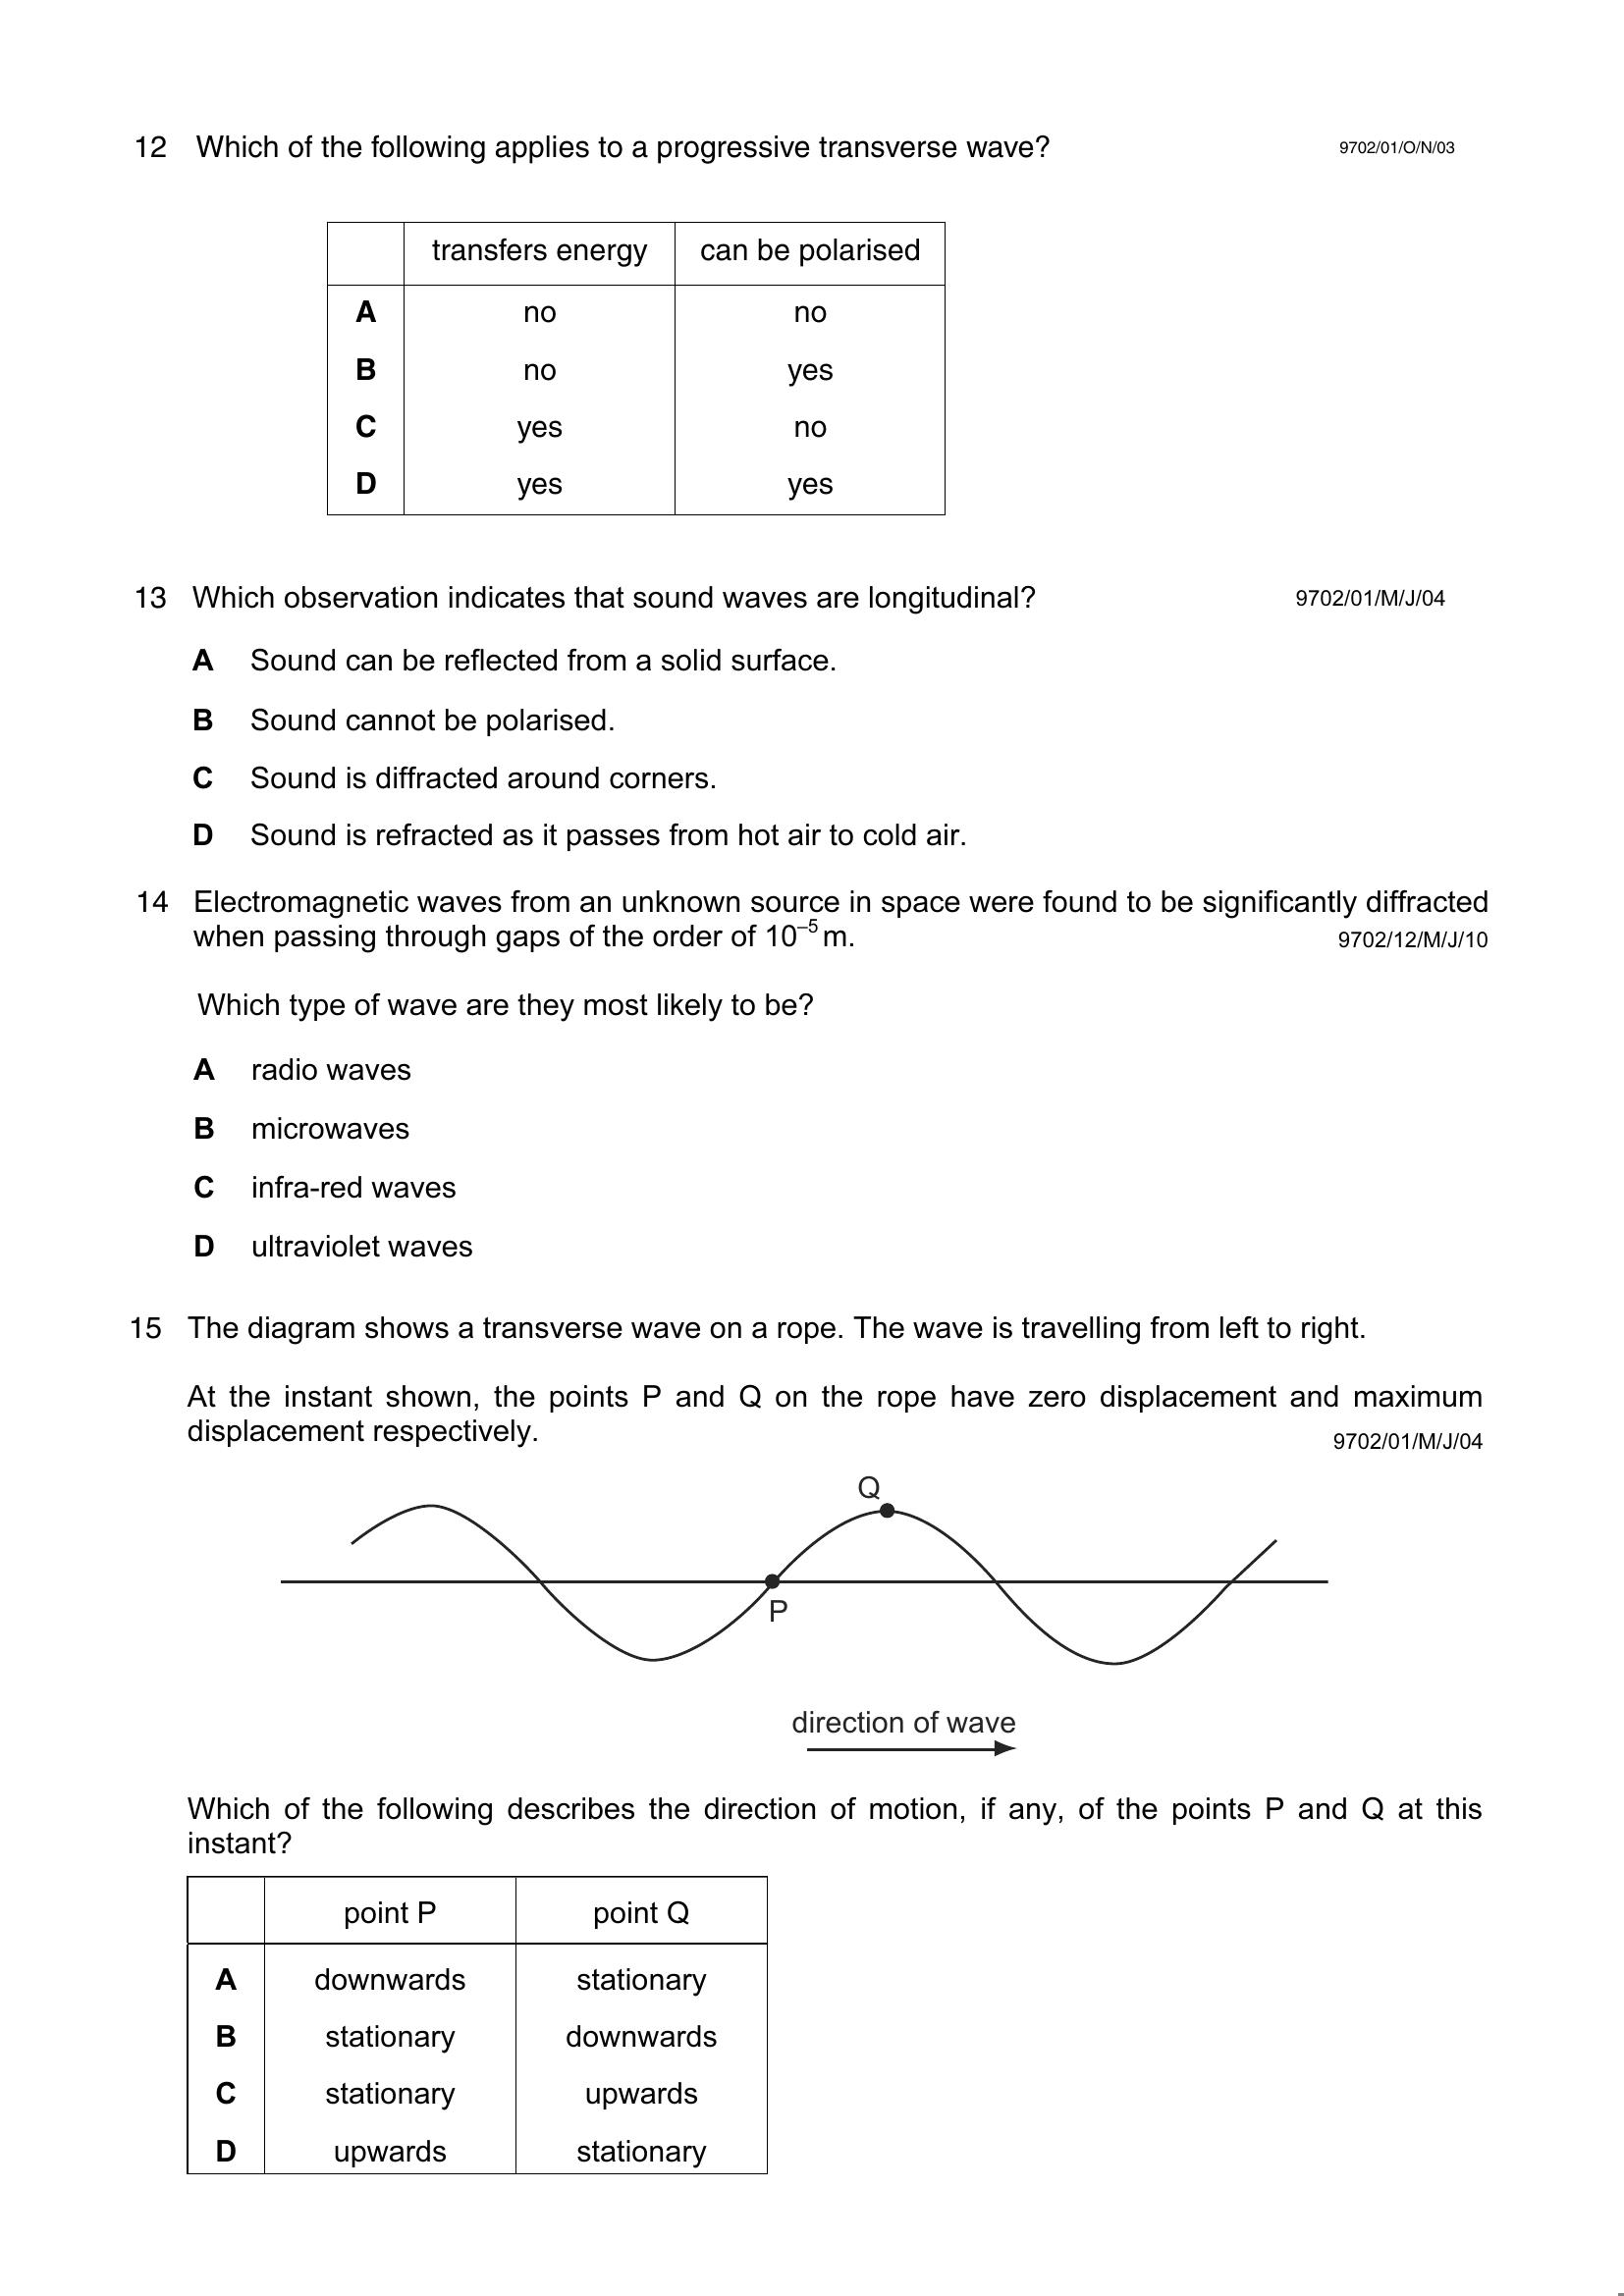 12 Which of the following applies to a progressive transverse wave? 9702/01/O/N/03
transfers energy can be polarised
A no no
B no yes
C yes no
D yes yes
13 Which observation indicates that sound waves are longitudinal? 9702/01/M/J/04
A Sound can be reflected from a solid surface.
B Sound cannot be polarised.
C Sound is diffracted around corners.
D Sound is refracted as it passes from hot air to cold air.
14 Electromagnetic waves from an unknown source in space were found to be significantly diffracted
when passing through gaps of the order of 10⁻⁵ m. 9702/12/M/J/10
Which type of wave are they most likely to be?
A radio waves
B microwaves
C infra-red waves
D ultraviolet waves
15 The diagram shows a transverse wave on a rope. The wave is travelling from left to right.
At the instant shown, the points P and Q on the rope have zero displacement and maximum
displacement respectively. 9702/01/M/J/04
Q
P
direction of wave
Which of the following describes the direction of motion, if any, of the points P and Q at this
instant?
point P point Q
A downwards stationary
B stationary downwards
C stationary upwards
D upwards stationary